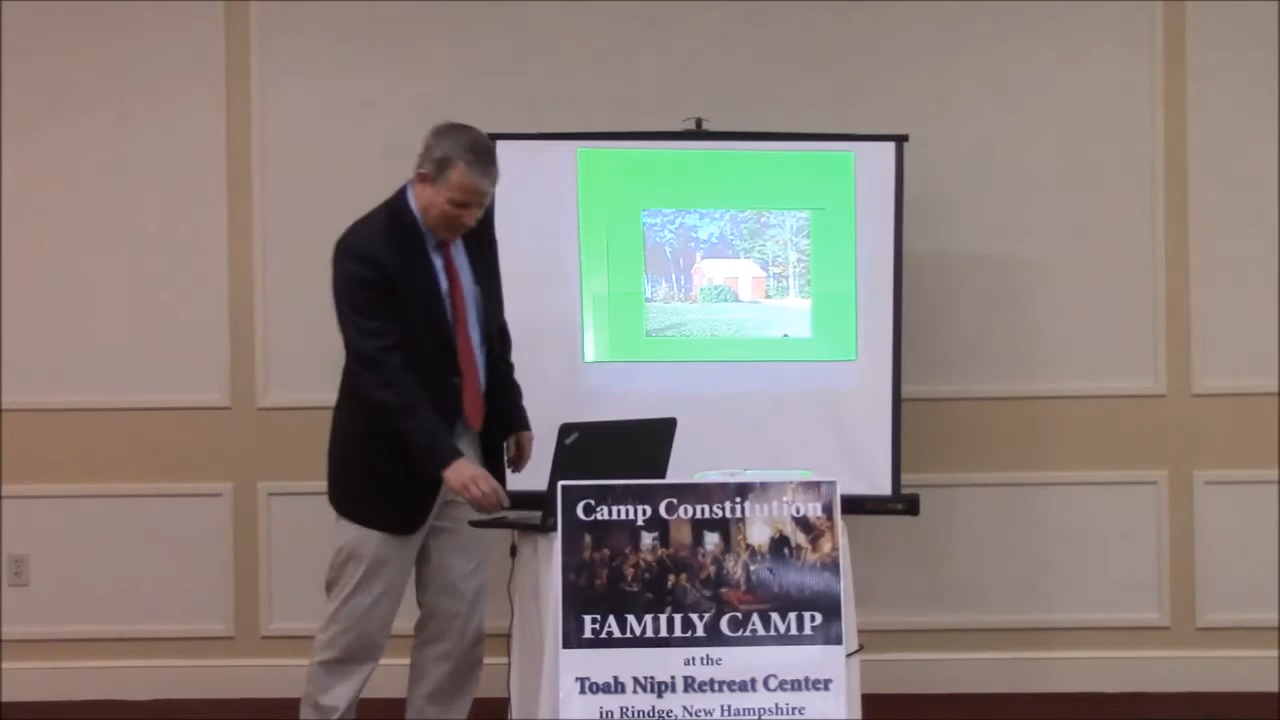 Camp Constitution
FAMILY CAMP
at the
Toah Nipi Retreat Center
in Rindge, New Hampshire